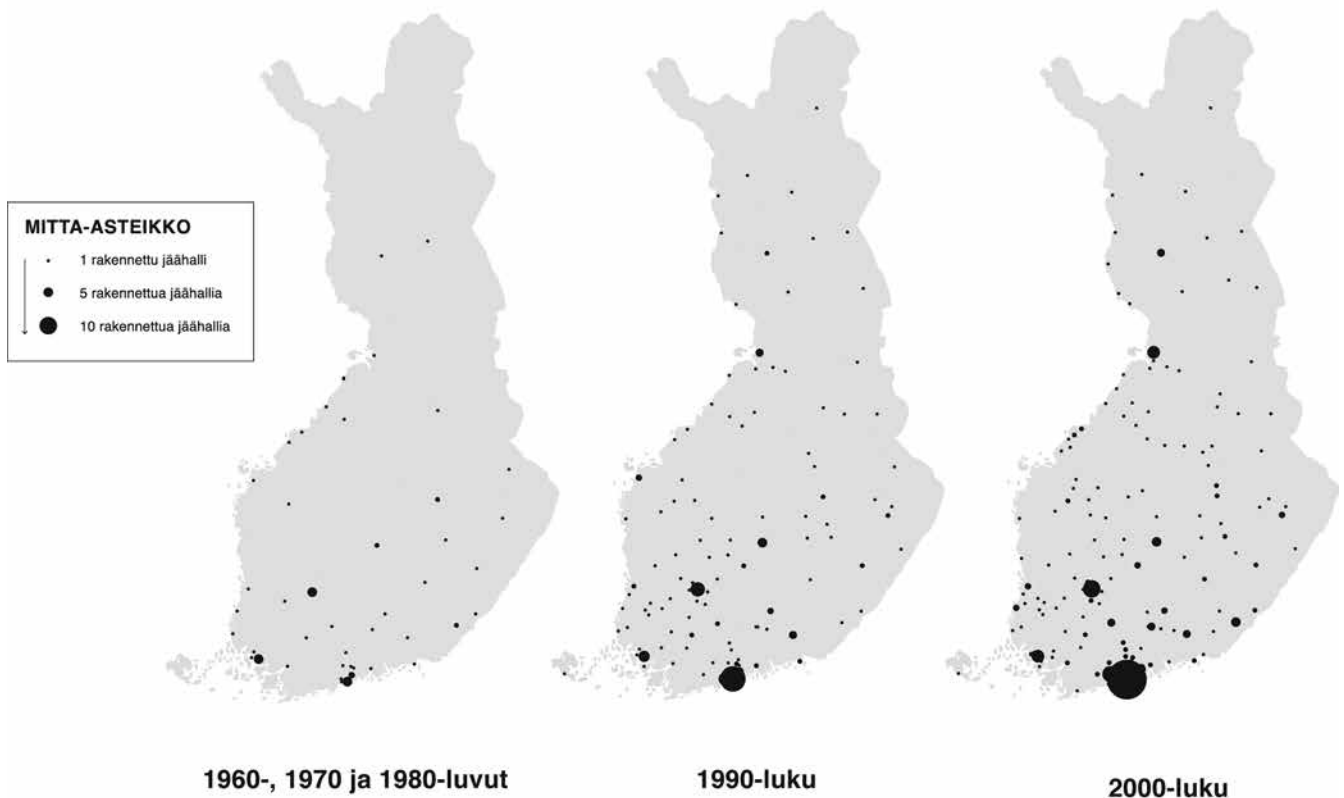 MITTA-ASTEIKKO
1 rakennettu jäähalli
5 rakennettua jäähallia
10 rakennettua jäähallia
1960-, 1970 ja 1980-luvut
1990-luku
2000-luku